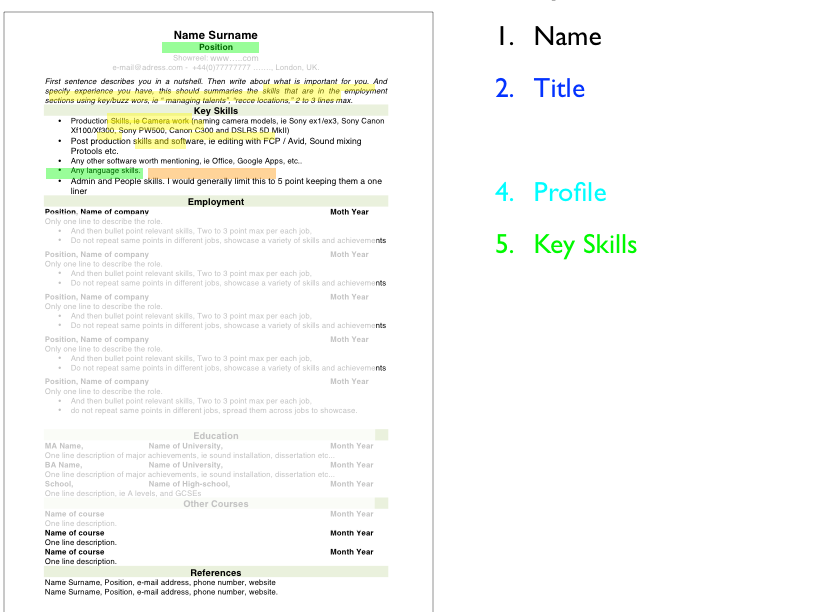 Name Surname
Position
Showreel: www.....com
e-mail@adress.com - +44(0)77777777 ......... London, UK.
First sentence describes you in a nutshell. Then write about what is important for you. And
specify experience you have, this should summaries the skills that are in the employment
sections using key/buzz wors, ie " managing talents", "recce locations," 2 to 3 lines max.
Key Skills
• Production Skills, ie Camera work (naming camera models, ie Sony ex1/ex3, Sony Canon
Xf100/Xf300, Sony PW500, Canon C300 and DSLRS 5D MkII)
• Post production skills and software, ie editing with FCP / Avid, Sound mixing
Protools etc.
• Any other software worth mentioning, ie Office, Google Apps, etc..
• Any language skills.
• Admin and People skills. I would generally limit this to 5 point keeping them a one
liner
Employment
Position, Name of company Moth Year
Only one line to describe the role.
• And then bullet point relevant skills, Two to 3 point max per each job.
• Do not repeat same points in different jobs, showcase a variety of skills and achievements
Position, Name of company Moth Year
Only one line to describe the role.
• And then bullet point relevant skills, Two to 3 point max per each job,
• Do not repeat same points in different jobs, showcase a variety of skills and achievements
Position, Name of company Moth Year
Only one line to describe the role.
• And then bullet point relevant skills, Two to 3 point max per each job,
• Do not repeat same points in different jobs, showcase a variety of skills and achievements
Position, Name of company Moth Year
Only one line to describe the role.
• And then bullet point relevant skills, Two to 3 point max per each job,
• Do not repeat same points in different jobs, showcase a variety of skills and achievements
Position, Name of company Moth Year
Only one line to describe the role.
• And then bullet point relevant skills, Two to 3 point max per each job,
• do not repeat same points in different jobs, spread them across jobs to showcase.
Education
MA Name, Name of University, Month Year
One line description of major achievements, ie sound installation, dissertation etc...
BA Name, Name of University, Month Year
One line description of major achievements, ie sound installation, dissertation etc...
School, Name of High-school, Month Year
One line description, ie A levels, and GCSEs
Other Courses
Name of course Month Year
One line description.
Name of course Month Year
One line description.
Name of course Month Year
One line description.
References
Name Surname, Position, e-mail address, phone number, website
Name Surname, Position, e-mail address, phone number, website.
1. Name
2. Title
4. Profile
5. Key Skills